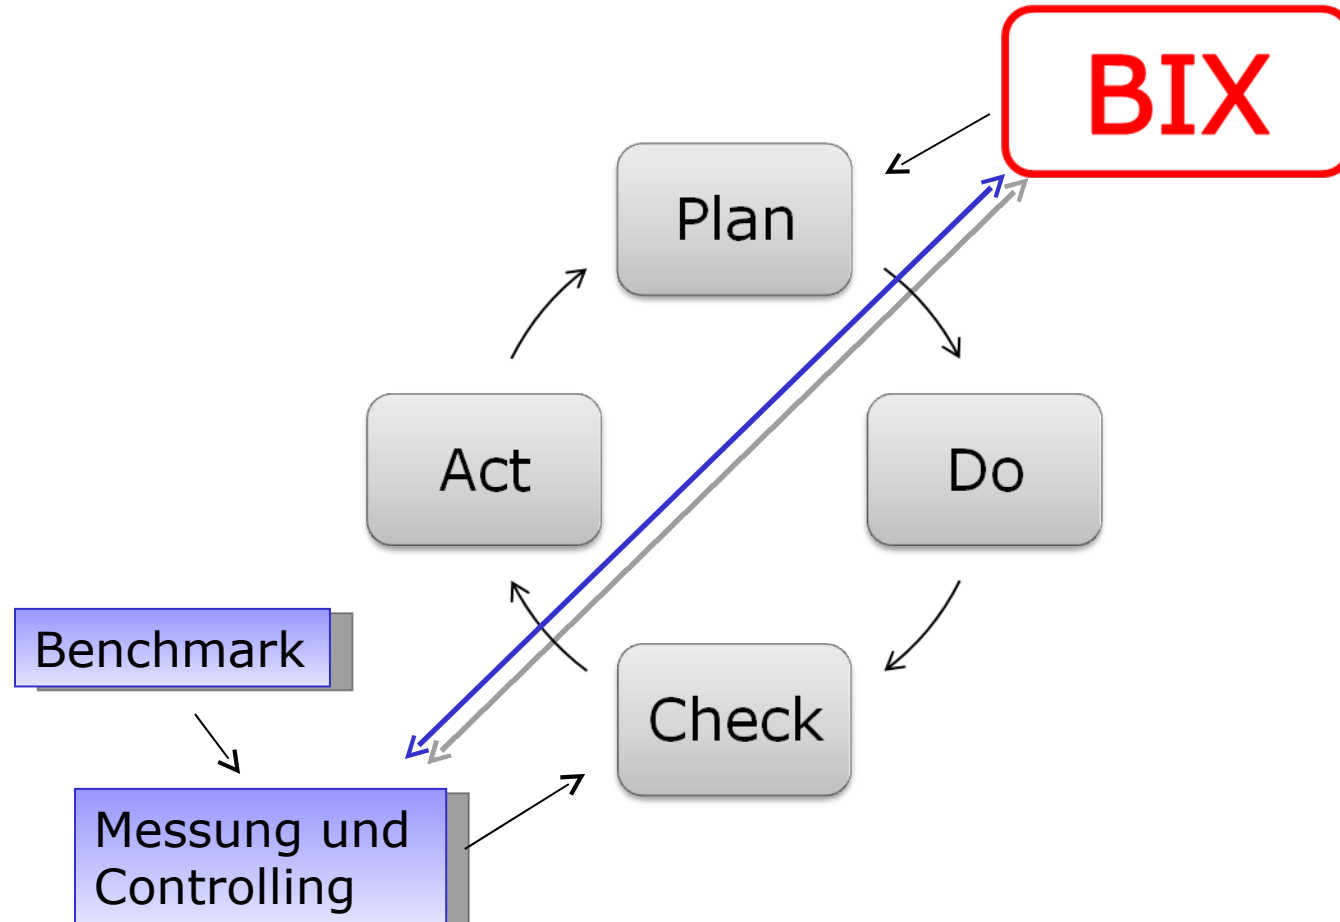 BIX
Plan
Act
Do
Benchmark
Check
Messung und
Controlling